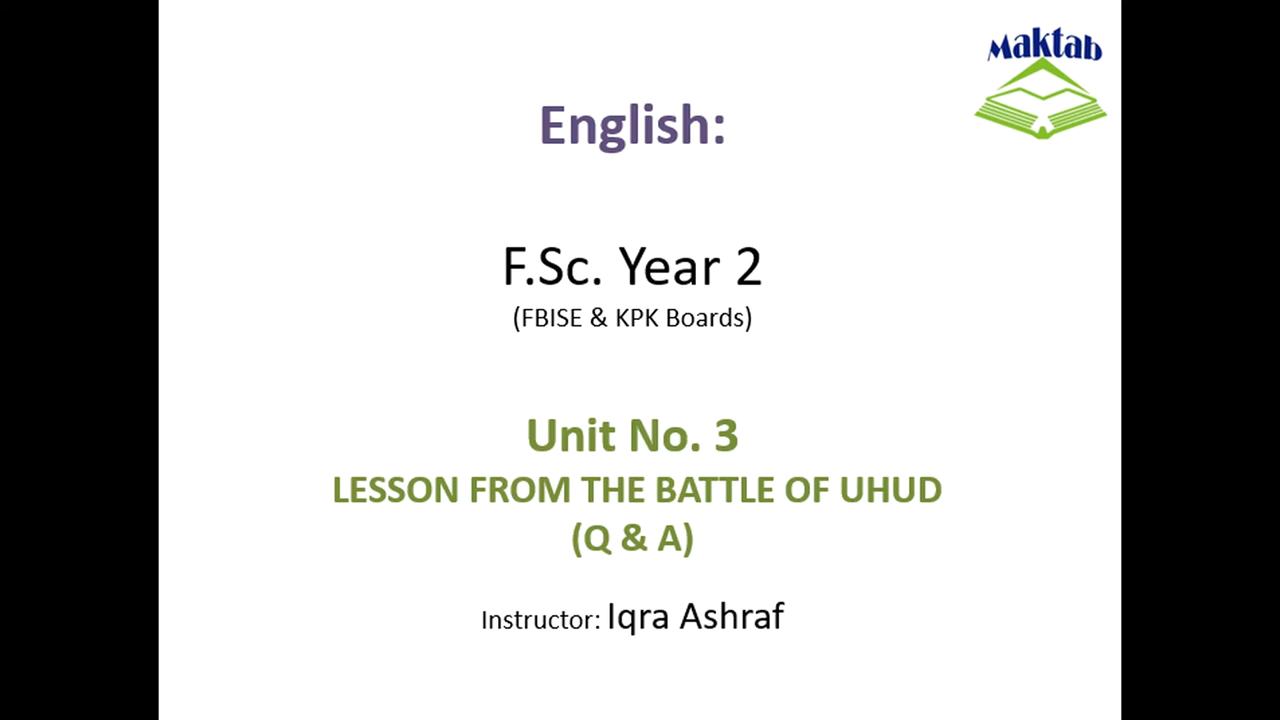 Maktab
English:
F.Sc. Year 2
(FBISE & KPK Boards)
Unit No. 3
LESSON FROM THE BATTLE OF UHUD
(Q & A)
Instructor: Iqra Ashraf